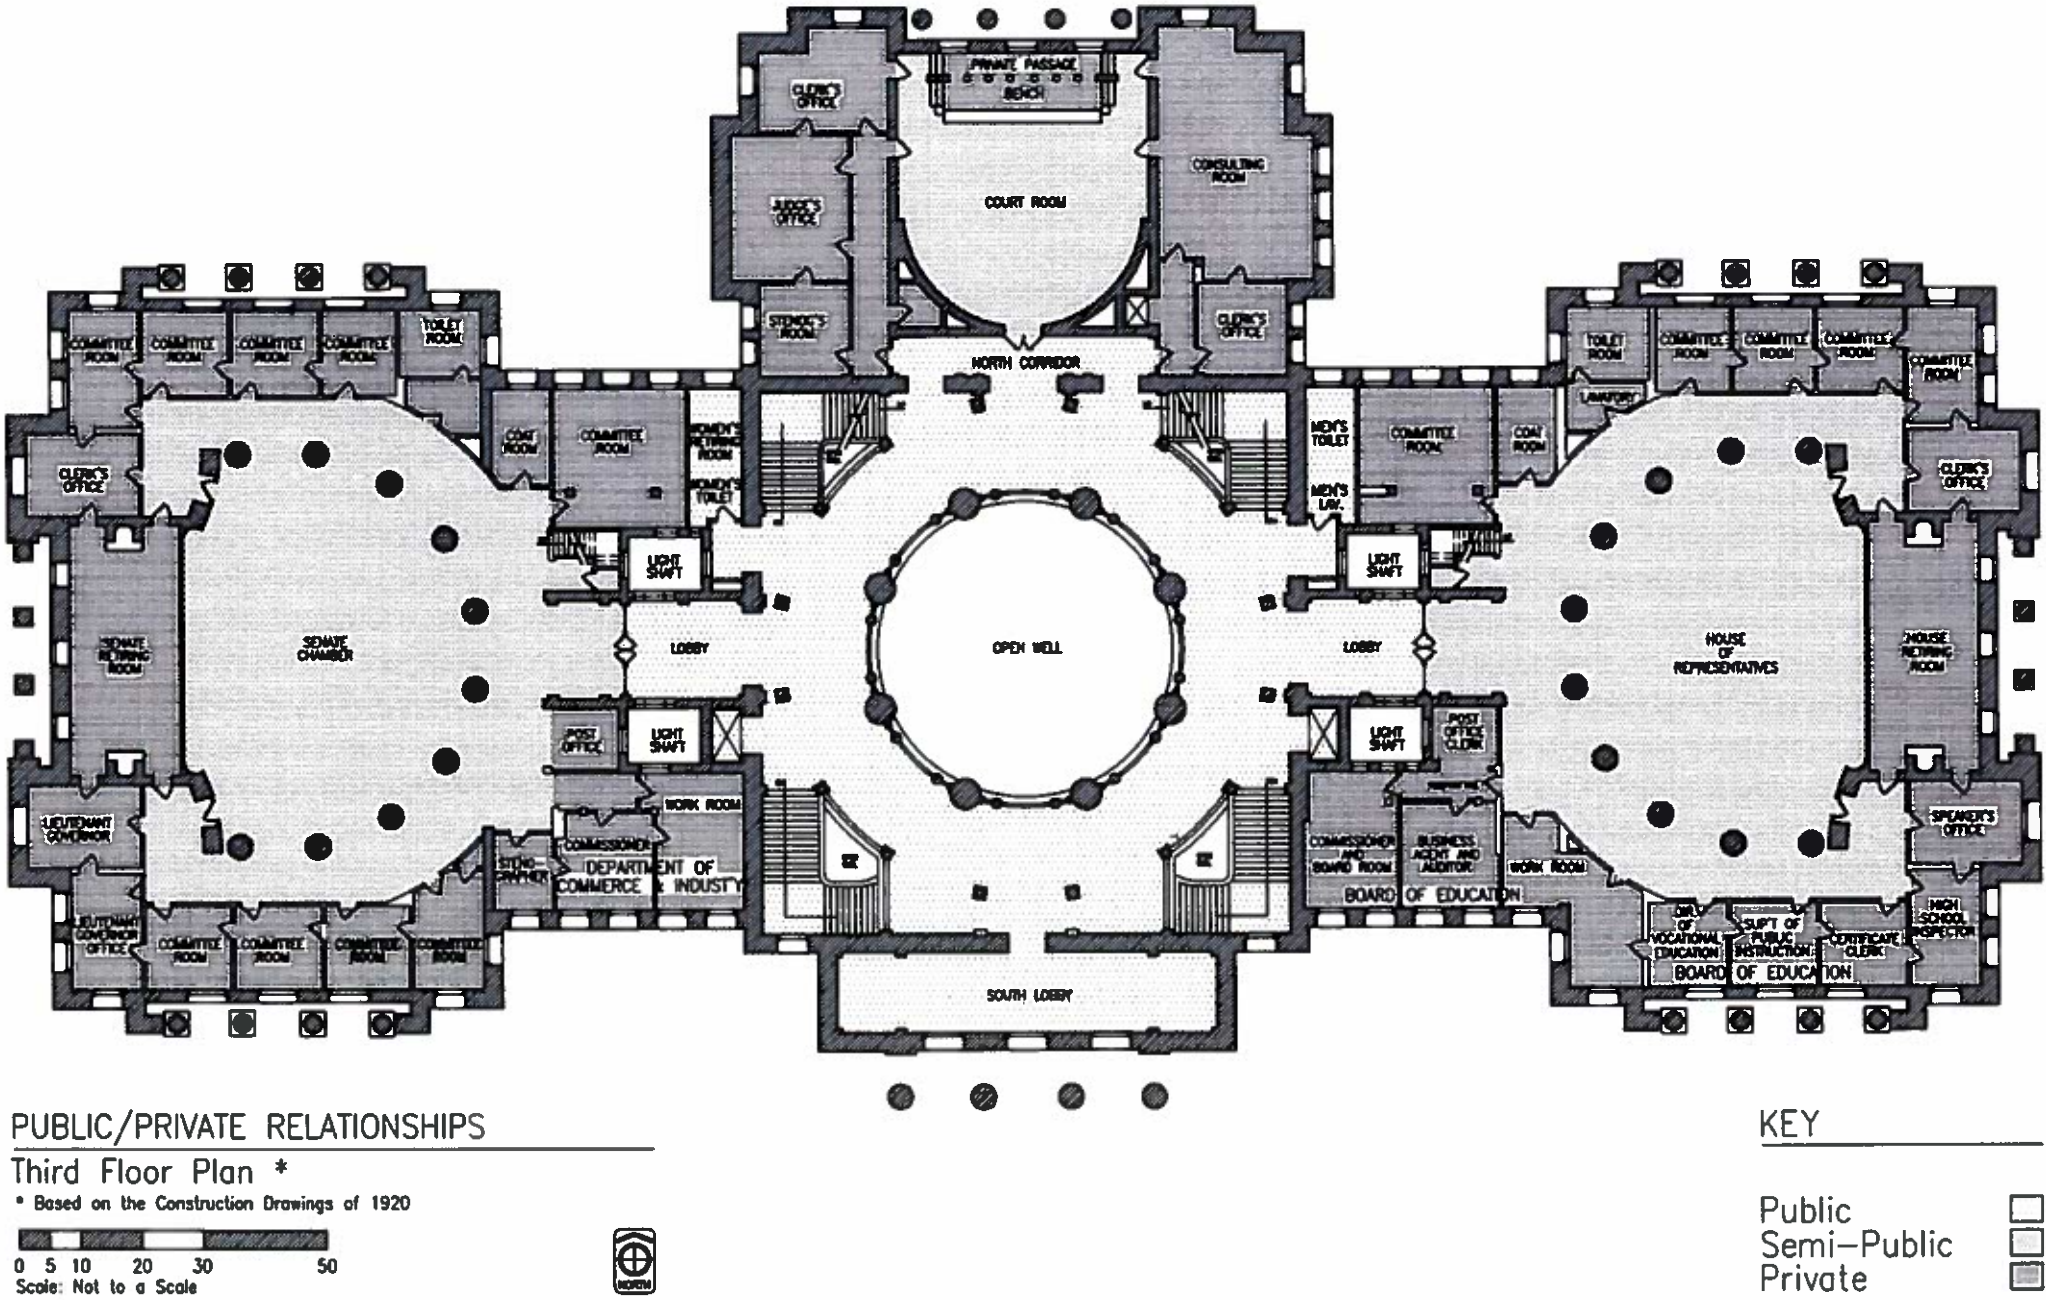 PRIVATE PASSAGE
BENCH
CLERK'S
OFFICE
CONSULTING
ROOM
JUDGE'S
OFFICE
COURT ROOM
STENOG'S
ROOM
CLERK'S
OFFICE
NORTH CORRIDOR
COMMITTEE
ROOM
COMMITTEE
ROOM
COMMITTEE
ROOM
COMMITTEE
ROOM
TOILET
ROOM
TOILET
ROOM
COMMITTEE
ROOM
COMMITTEE
ROOM
COMMITTEE
ROOM
COMMITTEE
ROOM
LAVATORY
CLERK'S
OFFICE
COAT
ROOM
COMMITTEE
ROOM
WOMEN'S
RETIRING
ROOM
WOMEN'S
TOILET
MEN'S
TOILET
MEN'S
LAV.
COMMITTEE
ROOM
COAT
ROOM
CLERK'S
OFFICE
LIGHT
SHAFT
LIGHT
SHAFT
SENATE
RETIRING
ROOM
SENATE
CHAMBER
LOBBY
OPEN WELL
LOBBY
HOUSE
OF
REPRESENTATIVES
HOUSE
RETIRING
ROOM
POST
OFFICE
LIGHT
SHAFT
LIGHT
SHAFT
POST
OFFICE
CLERK
LIEUTENANT
GOVERNOR
WORK ROOM
COMMISSIONER
STENO-
GRAPHER
DEPARTMENT OF
COMMERCE & INDUSTY
COMMISSIONER
AND
BOARD ROOM
BUSINESS
AGENT AND
AUDITOR
WORK ROOM
BOARD OF EDUCATION
SPEAKER'S
OFFICE
LIEUTENANT
GOVERNOR
OFFICE
COMMITTEE
ROOM
COMMITTEE
ROOM
COMMITTEE
ROOM
COMMITTEE
ROOM
DIR.
OF
VOCATIONAL
EDUCATION
SUP'T OF
PUBLIC
INSTRUCTION
CERTIFICATE
CLERK
HIGH
SCHOOL
INSPECTOR
BOARD OF EDUCATION
SOUTH LOBBY
PUBLIC/PRIVATE RELATIONSHIPS
Third Floor Plan *
* Based on the Construction Drawings of 1920
0 5 10 20 30 50
Scale: Not to a Scale
NORTH
KEY
Public
Semi-Public
Private